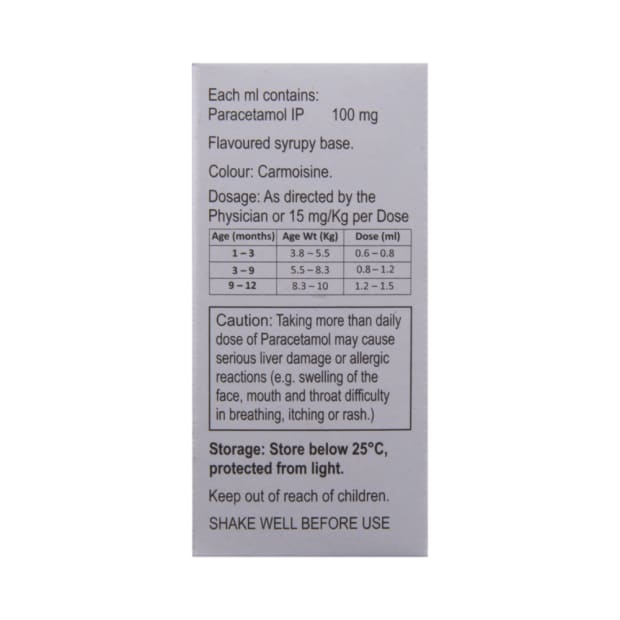 Each ml contains:
Paracetamol IP 100 mg
Flavoured syrupy base.
Colour: Carmoisine.
Dosage: As directed by the
Physician or 15 mg/Kg per Dose
Age (months) Age Wt (Kg) Dose (ml)
1 – 3 3.8 – 5.5 0.6 – 0.8
3 – 9 5.5 – 8.3 0.8 – 1.2
9 – 12 8.3 – 10 1.2 – 1.5
Caution: Taking more than daily
dose of Paracetamol may cause
serious liver damage or allergic
reactions (e.g. swelling of the
face, mouth and throat difficulty
in breathing, itching or rash.)
Storage: Store below 25°C,
protected from light.
Keep out of reach of children.
SHAKE WELL BEFORE USE